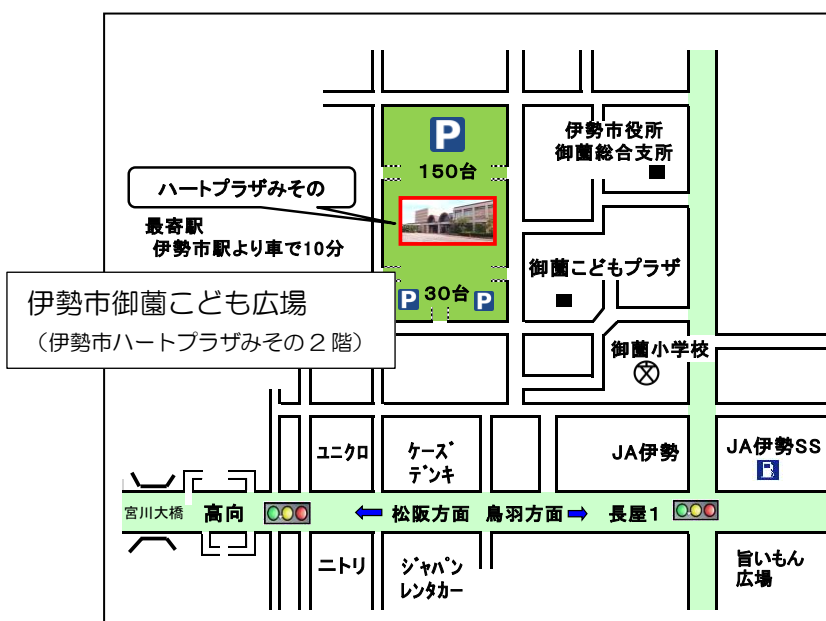 P
150台
伊勢市役所
御薗総合支所
ハートプラザみその
最寄駅
伊勢市駅より車で10分
御薗こどもプラザ
伊勢市御薗こども広場
（伊勢市ハートプラザみその２階）
P 30台 P
御薗小学校
文
ユニクロ
ケーズ
デンキ
JA伊勢
JA伊勢SS
宮川大橋
高向
松阪方面
鳥羽方面
長屋1
ニトリ
ジャパン
レンタカー
旨いもん
広場